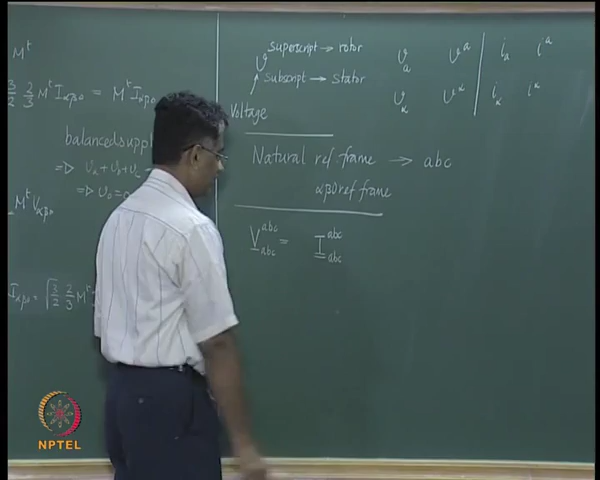 Mᵗ
3/2 2/3 Mᵗ I_αβ0 = Mᵗ I_αβ0
balanced suppl
=> v_a + v_b + v_c
=> v_0 =
Mᵗ V_αβ0
I_αβ0 = √3/2 2/3 Mᵗ
Superscript → rotor
v
Subscript → Stator
Voltage
v_a v^a i_a i^a
v_α v^α i_α i^α
Natural ref frame → abc
αβ0 ref frame
V^abc_abc = I^abc_abc
NPTEL